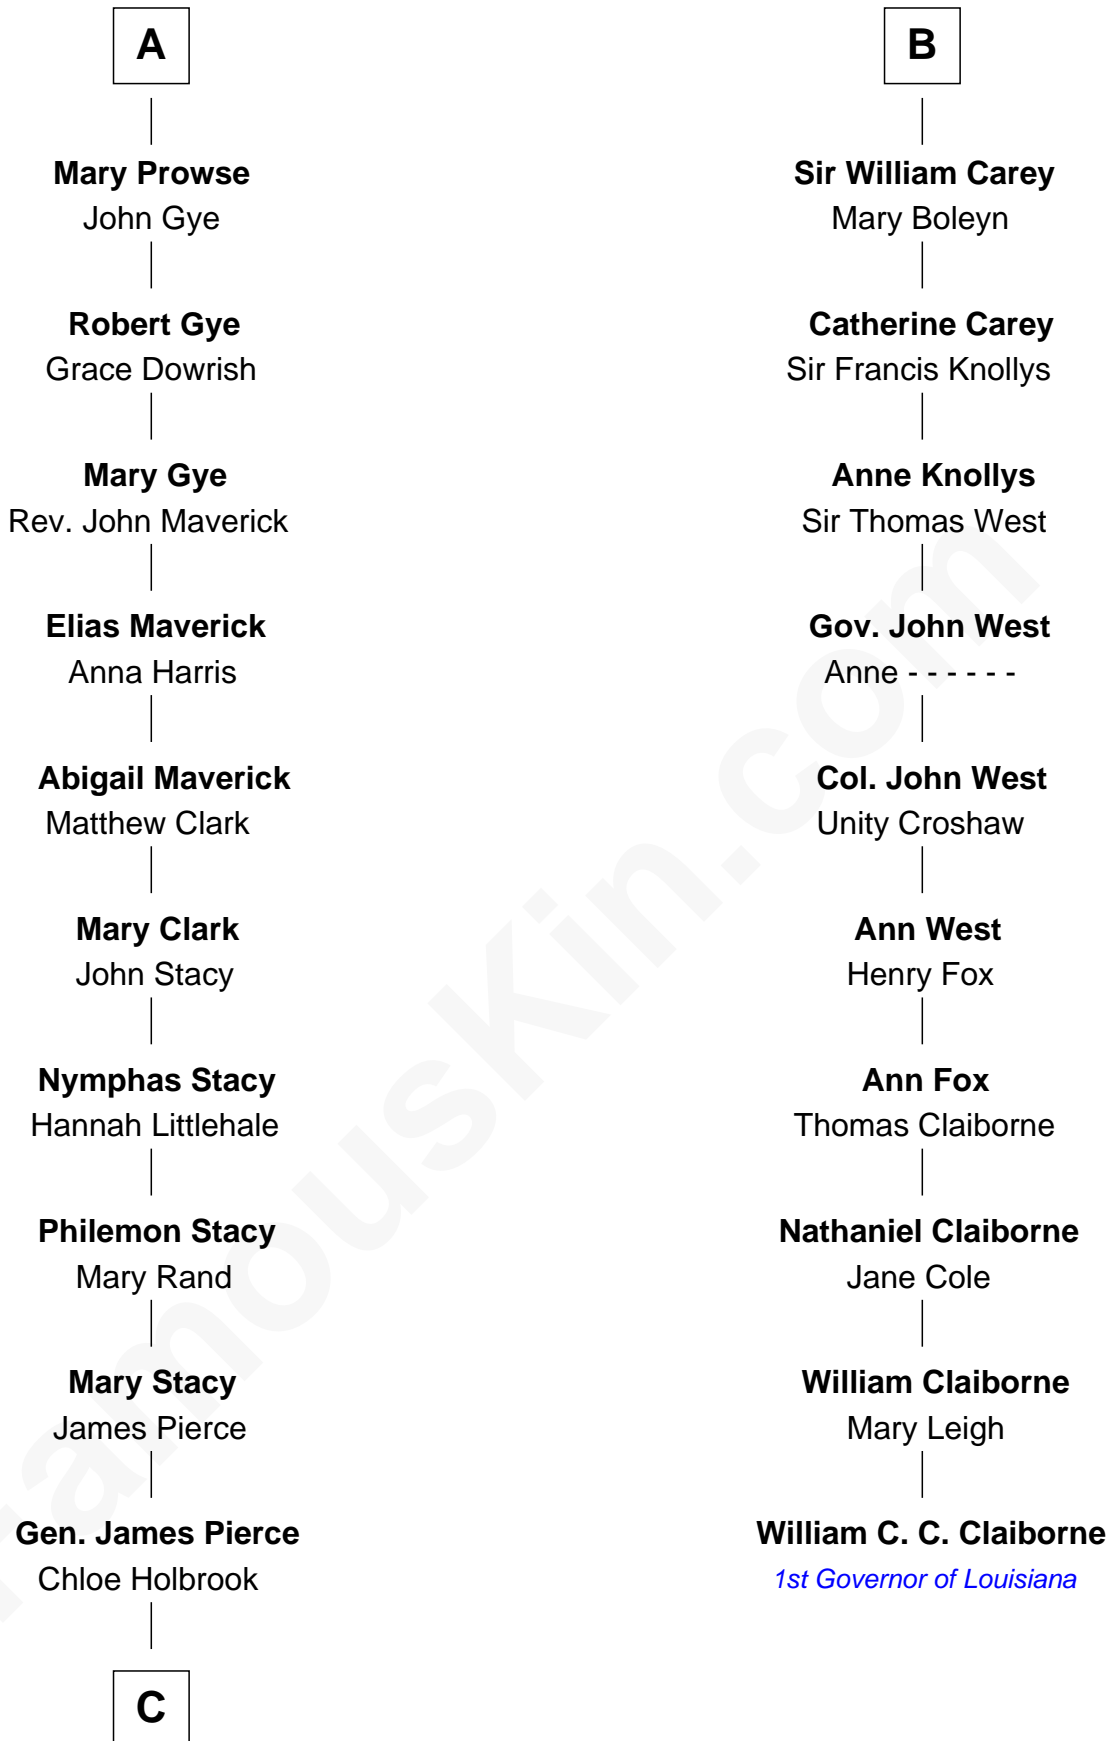 A
Mary Prowse
John Gye
Robert Gye
Grace Dowrish
Mary Gye
Rev. John Maverick
Elias Maverick
Anna Harris
Abigail Maverick
Matthew Clark
Mary Clark
John Stacy
Nymphas Stacy
Hannah Littlehale
Philemon Stacy
Mary Rand
Mary Stacy
James Pierce
Gen. James Pierce
Chloe Holbrook
C
B
Sir William Carey
Mary Boleyn
Catherine Carey
Sir Francis Knollys
Anne Knollys
Sir Thomas West
Gov. John West
Anne - - - - - -
Col. John West
Unity Croshaw
Ann West
Henry Fox
Ann Fox
Thomas Claiborne
Nathaniel Claiborne
Jane Cole
William Claiborne
Mary Leigh
William C. C. Claiborne
1st Governor of Louisiana
FamousKin.com